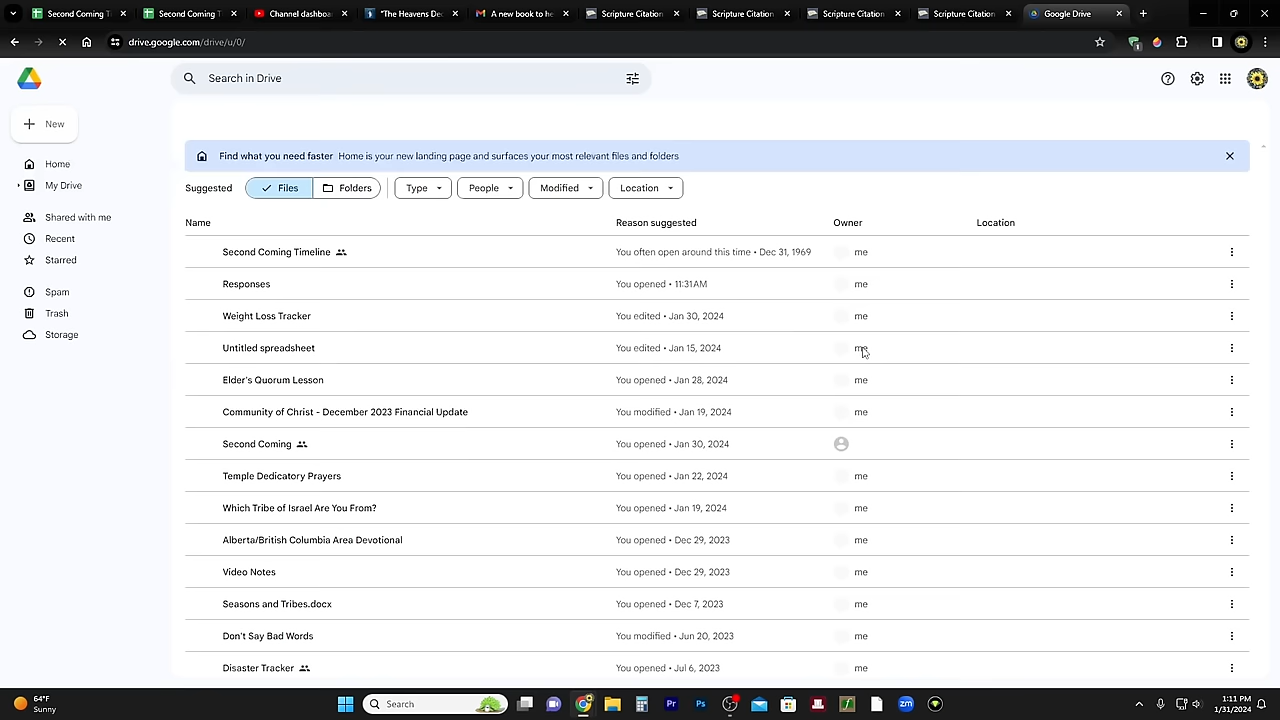 Second Coming T
Second Coming T
Channel dashboa
"The Heavens De
A new book to he
Scripture Citation
Scripture Citation
Scripture Citation
Scripture Citation
Google Drive
drive.google.com/drive/u/0/
Search in Drive
New
Home
My Drive
Shared with me
Recent
Starred
Spam
Trash
Storage
Find what you need faster Home is your new landing page and surfaces your most relevant files and folders
Suggested Files Folders Type People Modified Location
Name Reason suggested Owner Location
Second Coming Timeline You often open around this time • Dec 31, 1969 me
Responses You opened • 11:31 AM me
Weight Loss Tracker You edited • Jan 30, 2024 me
Untitled spreadsheet You edited • Jan 15, 2024 me
Elder's Quorum Lesson You opened • Jan 28, 2024 me
Community of Christ - December 2023 Financial Update You modified • Jan 19, 2024 me
Second Coming You opened • Jan 30, 2024
Temple Dedicatory Prayers You opened • Jan 22, 2024 me
Which Tribe of Israel Are You From? You opened • Jan 19, 2024 me
Alberta/British Columbia Area Devotional You opened • Dec 29, 2023 me
Video Notes You opened • Dec 29, 2023 me
Seasons and Tribes.docx You opened • Dec 7, 2023 me
Don't Say Bad Words You modified • Jun 20, 2023 me
Disaster Tracker You opened • Jul 6, 2023 me
64°F
Sunny
Search
Pr
Ps
zm
1:11 PM
1/31/2024